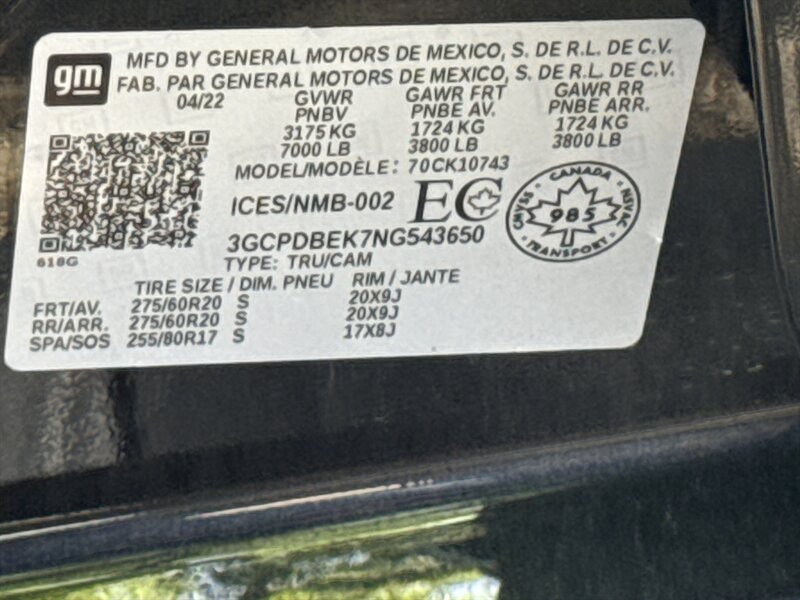 gm
MFD BY GENERAL MOTORS DE MEXICO, S. DE R.L. DE C.V.
FAB. PAR GENERAL MOTORS DE MEXICO, S. DE R.L. DE C.V.
04/22 GVWR GAWR FRT GAWR RR
PNBV PNBE AV. PNBE ARR.
3175 KG 1724 KG 1724 KG
7000 LB 3800 LB 3800 LB
MODEL/MODÈLE: 70CK10743
ICES/NMB-002 EC
CANADA
CMVSS 985 NSVAC
TRANSPORT
3GCPDBEK7NG543650
618G
TYPE: TRU/CAM
TIRE SIZE / DIM. PNEU RIM / JANTE
FRT/AV. 275/60R20 S 20X9J
RR/ARR. 275/60R20 S 20X9J
SPA/SOS 255/80R17 S 17X8J